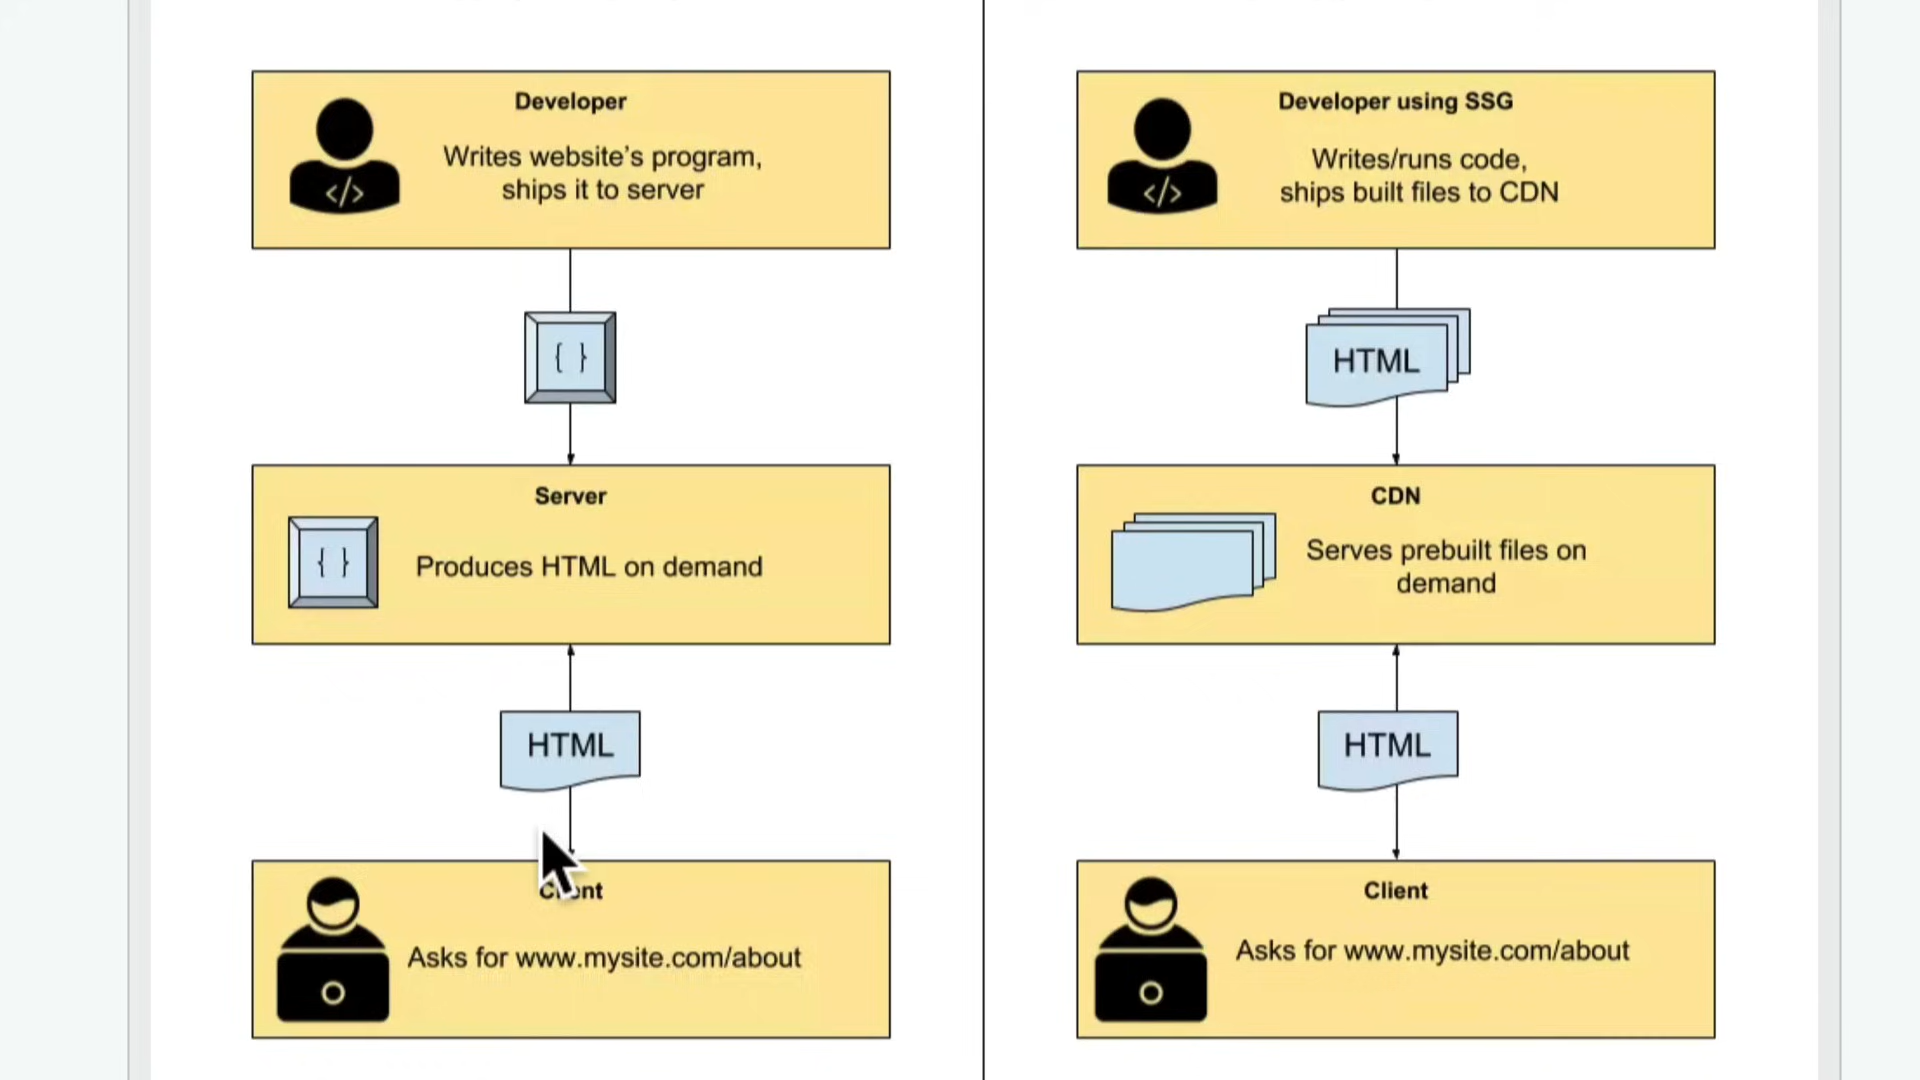 Developer
Writes website's program,
ships it to server
</>
{ }
Server
{ }
Produces HTML on demand
HTML
Asks for www.mysite.com/about
Developer using SSG
Writes/runs code,
ships built files to CDN
</>
HTML
CDN
Serves prebuilt files on
demand
HTML
Client
Asks for www.mysite.com/about